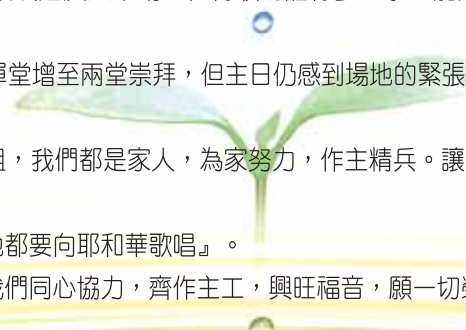 堂增至兩堂崇拜，但主日仍感到場地的緊張
，我們都是家人，為家努力，作主精兵。讓
都要向耶和華歌唱』。
我們同心協力，齊作主工，興旺福音，願一切